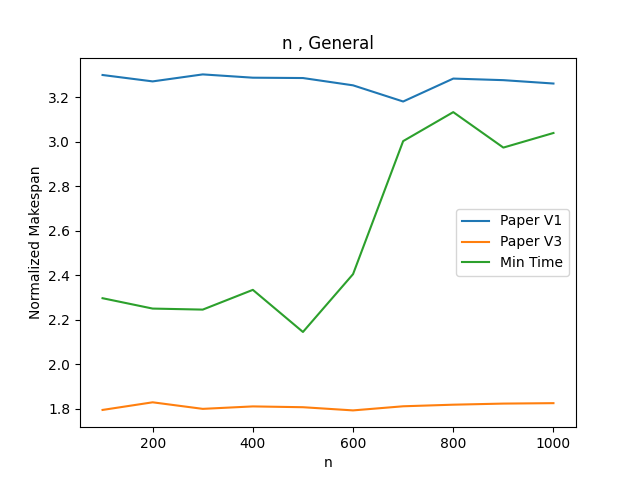 n , General
Normalized Makespan
3.2
3.0
2.8
2.6
2.4
2.2
2.0
1.8
Paper V1
Paper V3
Min Time
200 400 600 800 1000
n